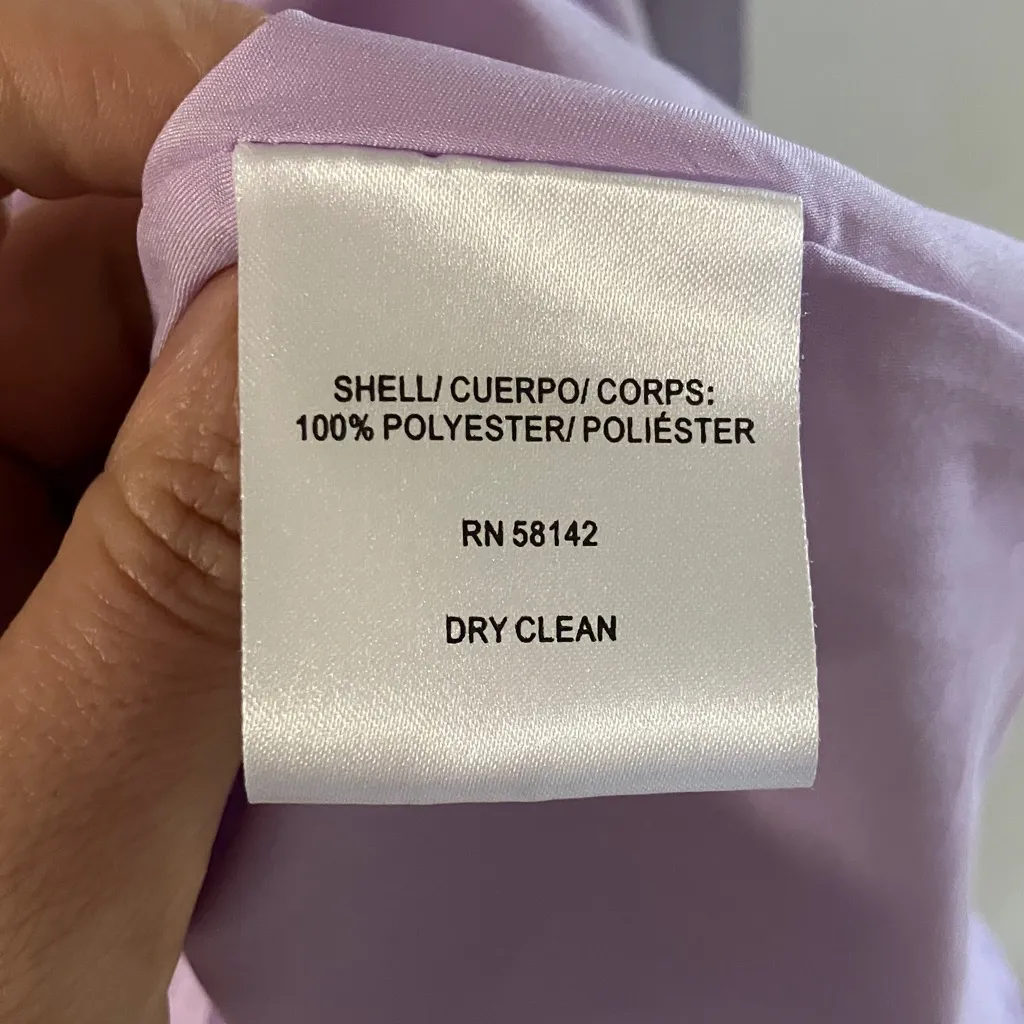 SHELL/ CUERPO/ CORPS:
100% POLYESTER/ POLIÉSTER
RN 58142
DRY CLEAN